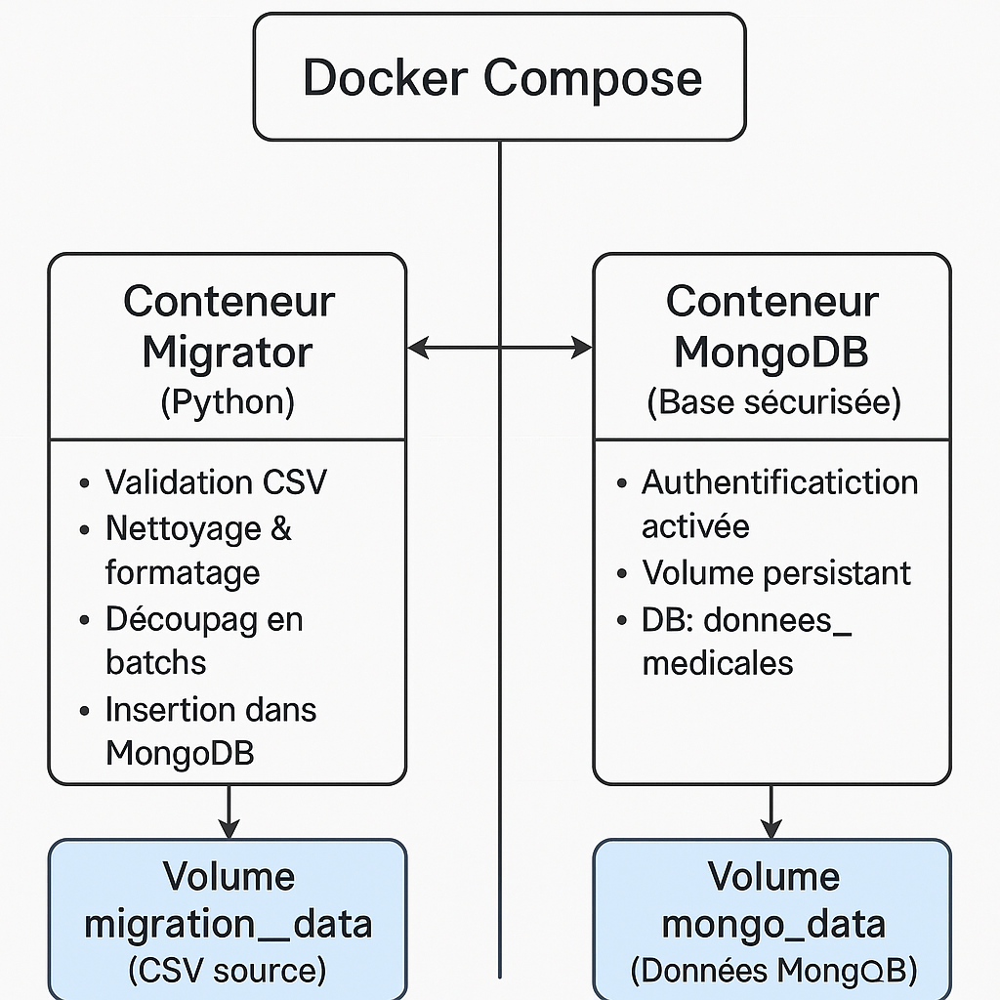 Docker Compose
Conteneur
Migrator
(Python)
• Validation CSV
• Nettoyage &
formatage
• Découpag en
batchs
• Insertion dans
MongoDB
Conteneur
MongoDB
(Base sécurisée)
• Authentificatiction
activée
• Volume persistant
• DB: donnees_
medicales
Volume
migration__data
(CSV source)
Volume
mongo_data
(Données MongQB)